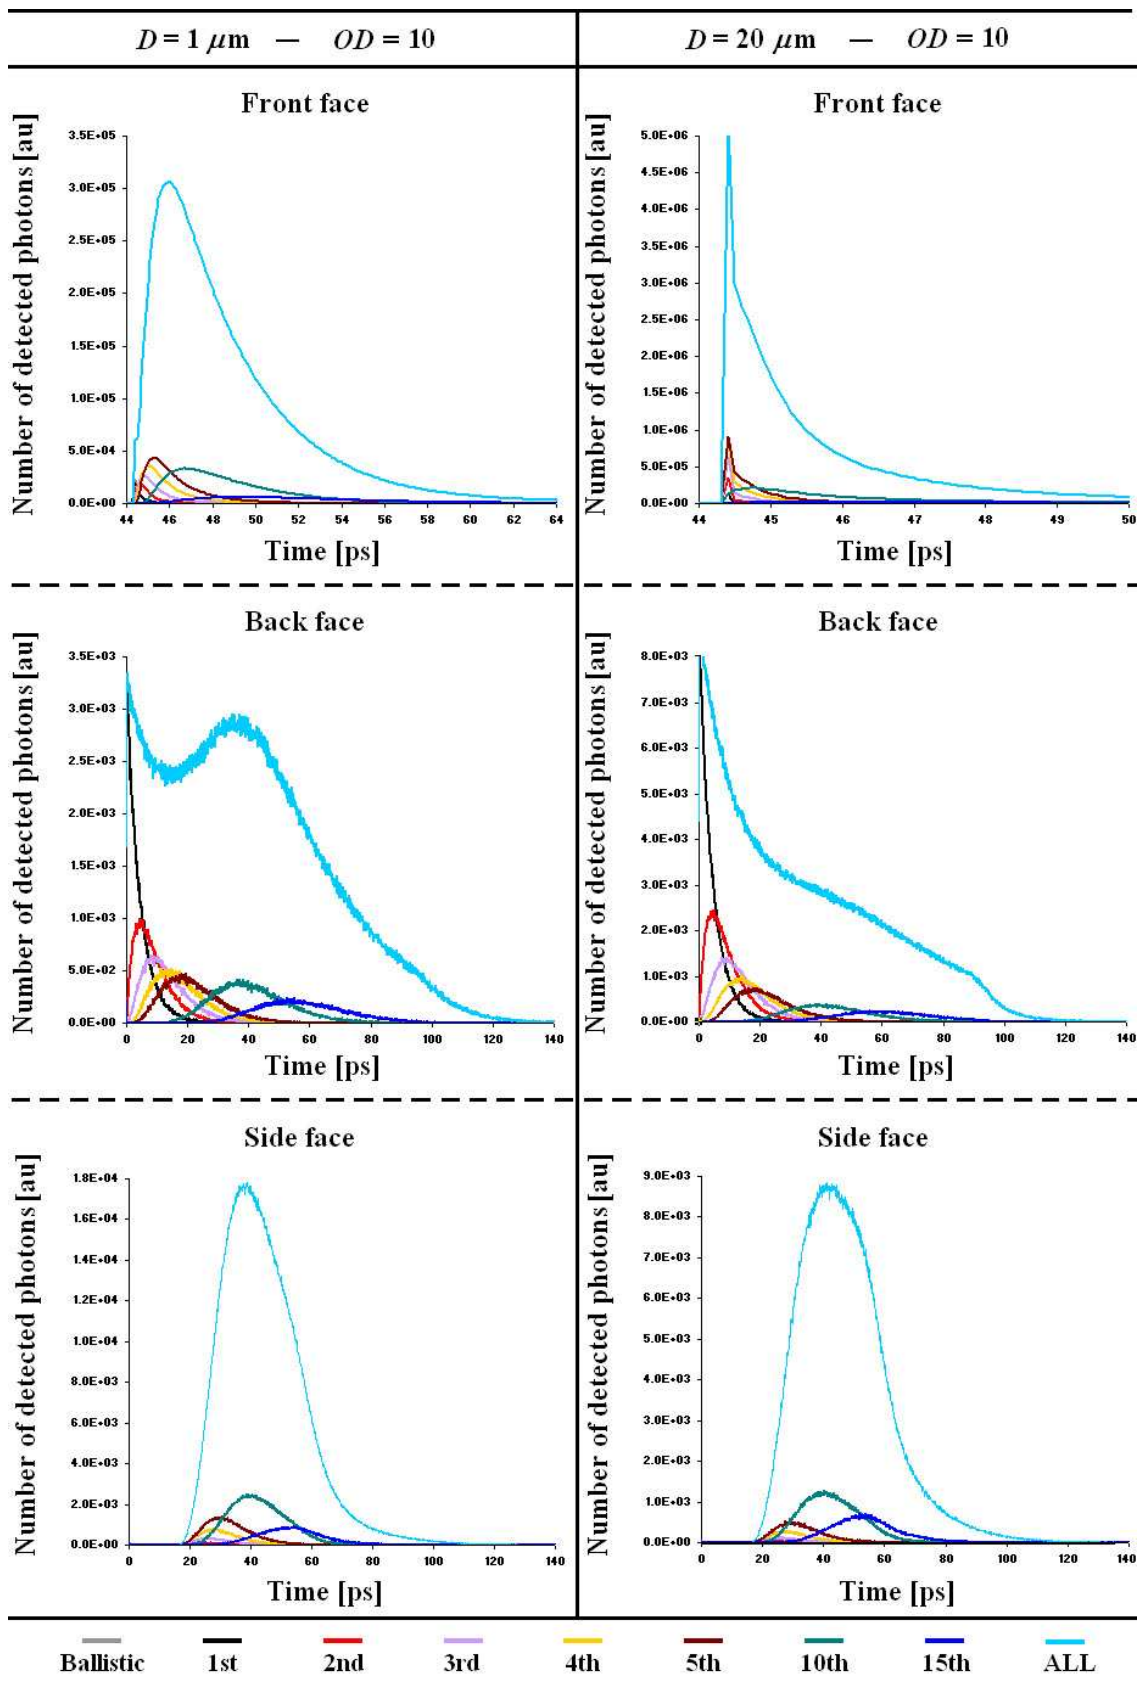 D = 1 μm — OD = 10
D = 20 μm — OD = 10
Front face
Number of detected photons [au]
3.5E+05
3.0E+05
2.5E+05
2.0E+05
1.5E+05
1.0E+05
5.0E+04
0.0E+00
44 46 48 50 52 54 56 58 60 62 64
Time [ps]
Front face
Number of detected photons [au]
5.0E+06
4.5E+06
4.0E+06
3.5E+06
3.0E+06
2.5E+06
2.0E+06
1.5E+06
1.0E+06
5.0E+05
0.0E+00
44 45 46 47 48 49 50
Time [ps]
Back face
Number of detected photons [au]
3.5E+03
3.0E+03
2.5E+03
2.0E+03
1.5E+03
1.0E+03
5.0E+02
0.0E+00
0 20 40 60 80 100 120 140
Time [ps]
Back face
Number of detected photons [au]
8.0E+03
7.0E+03
6.0E+03
5.0E+03
4.0E+03
3.0E+03
2.0E+03
1.0E+03
0.0E+00
0 20 40 60 80 100 120 140
Time [ps]
Side face
Number of detected photons [au]
1.8E+04
1.6E+04
1.4E+04
1.2E+04
1.0E+04
8.0E+03
6.0E+03
4.0E+03
2.0E+03
0.0E+00
0 20 40 60 80 100 120 140
Time [ps]
Side face
Number of detected photons [au]
9.0E+03
8.0E+03
7.0E+03
6.0E+03
5.0E+03
4.0E+03
3.0E+03
2.0E+03
1.0E+03
0.0E+00
0 20 40 60 80 100 120 140
Time [ps]
Ballistic 1st 2nd 3rd 4th 5th 10th 15th ALL